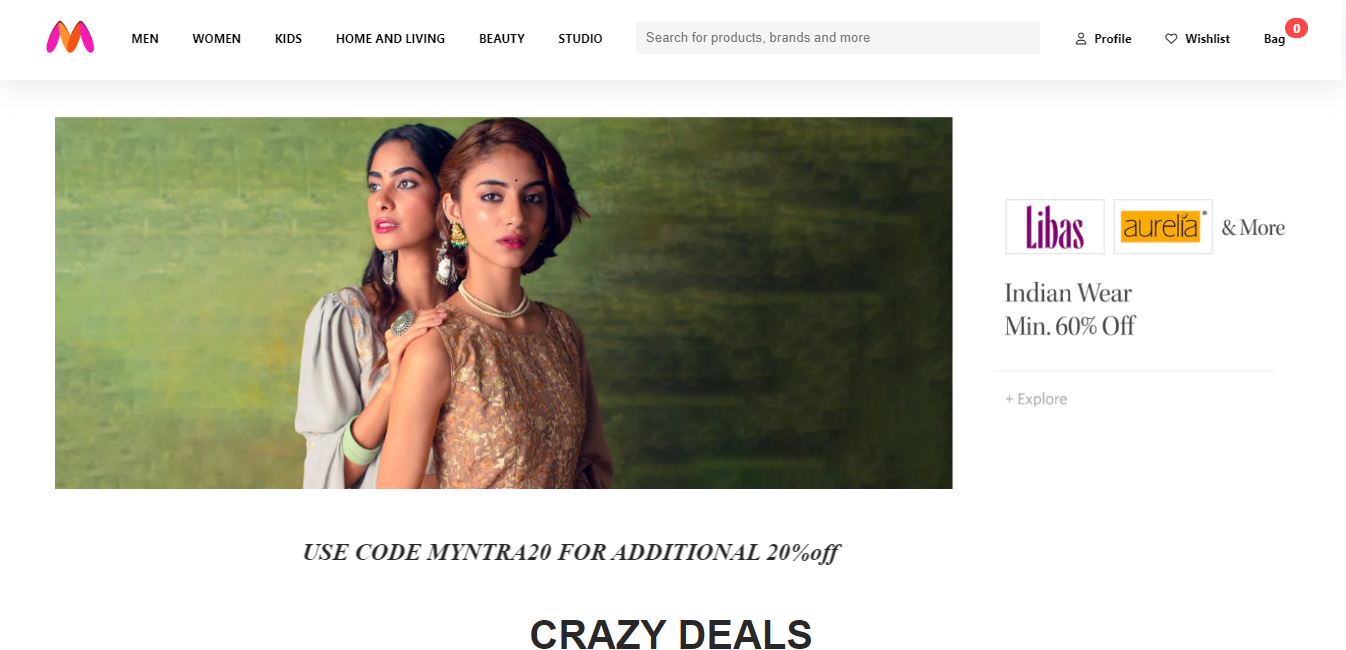 MEN WOMEN KIDS HOME AND LIVING BEAUTY STUDIO Search for products, brands and more Profile Wishlist Bag 0
Libas aurelia & More
Indian Wear
Min. 60% Off
+ Explore
USE CODE MYNTRA20 FOR ADDITIONAL 20%off
CRAZY DEALS